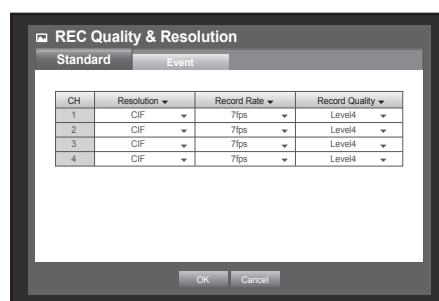 REC Quality & Resolution
Standard Event
CH Resolution Record Rate Record Quality
1 CIF 7fps Level4
2 CIF 7fps Level4
3 CIF 7fps Level4
4 CIF 7fps Level4
OK Cancel